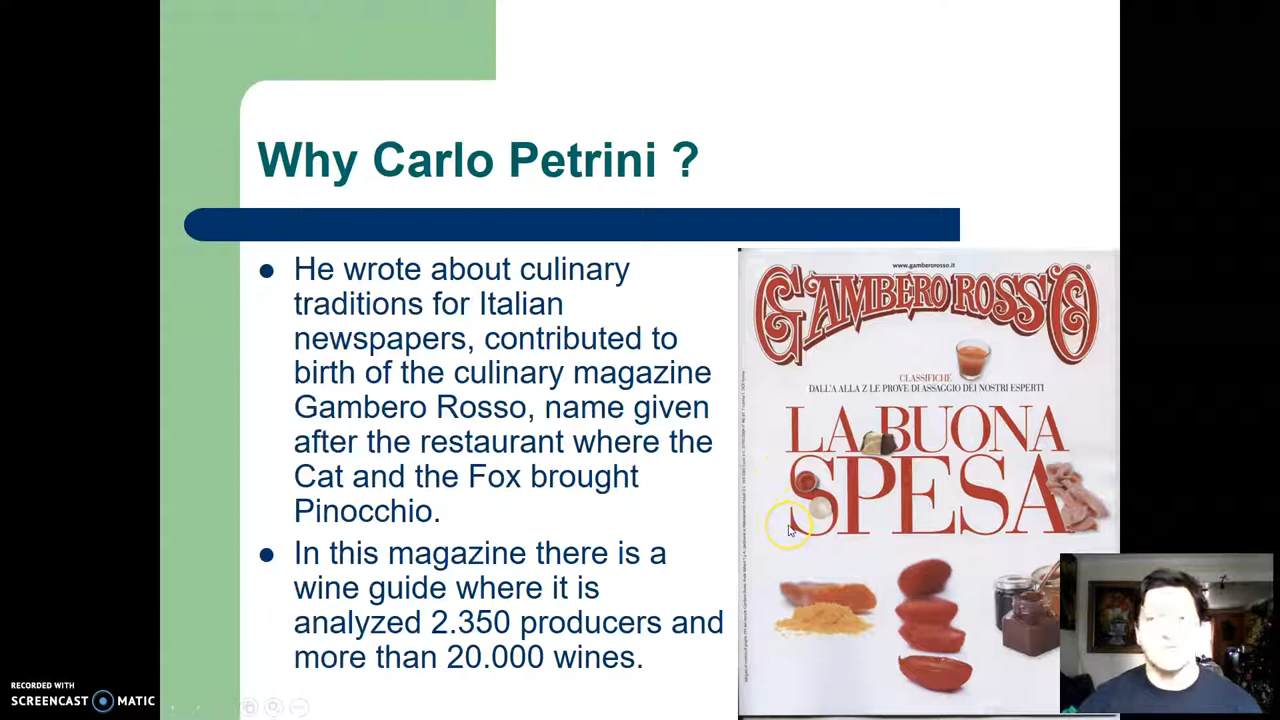 Why Carlo Petrini ?
He wrote about culinary
traditions for Italian
newspapers, contributed to
birth of the culinary magazine
Gambero Rosso, name given
after the restaurant where the
Cat and the Fox brought
Pinocchio.
In this magazine there is a
wine guide where it is
analyzed 2.350 producers and
more than 20.000 wines.
www.gamberorosso.it
GAMBERO ROSSO
CLASSIFICHE
DALL'A ALLA Z LE PROVE DI ASSAGGIO DEI NOSTRI ESPERTI
LA BUONA
SPESA
RECORDED WITH
SCREENCAST MATIC